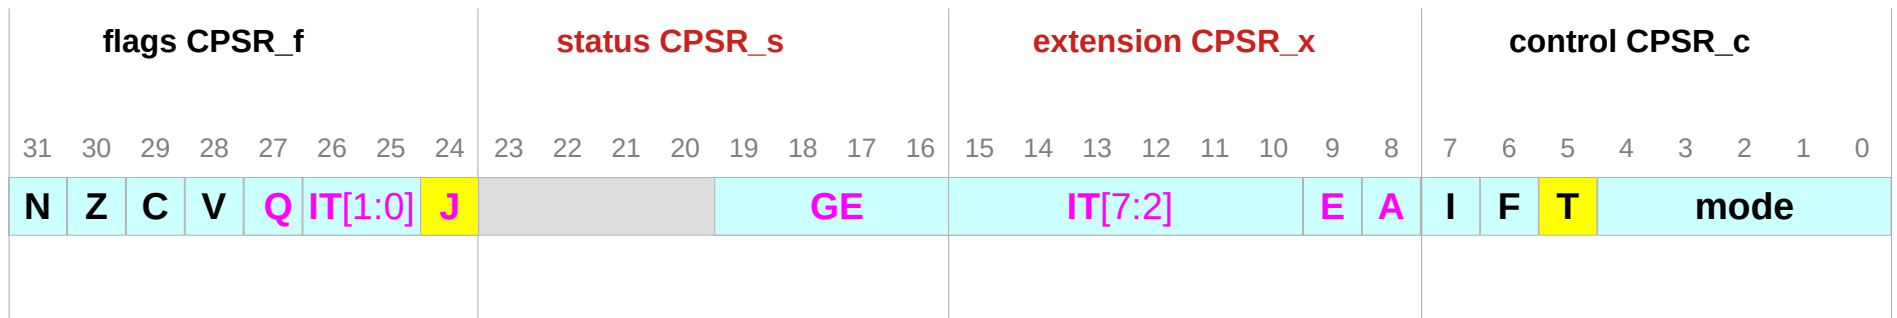 flags CPSR_f status CPSR_s extension CPSR_x control CPSR_c
31 30 29 28 27 26 25 24 23 22 21 20 19 18 17 16 15 14 13 12 11 10 9 8 7 6 5 4 3 2 1 0
N Z C V Q IT[1:0] J GE IT[7:2] E A I F T mode